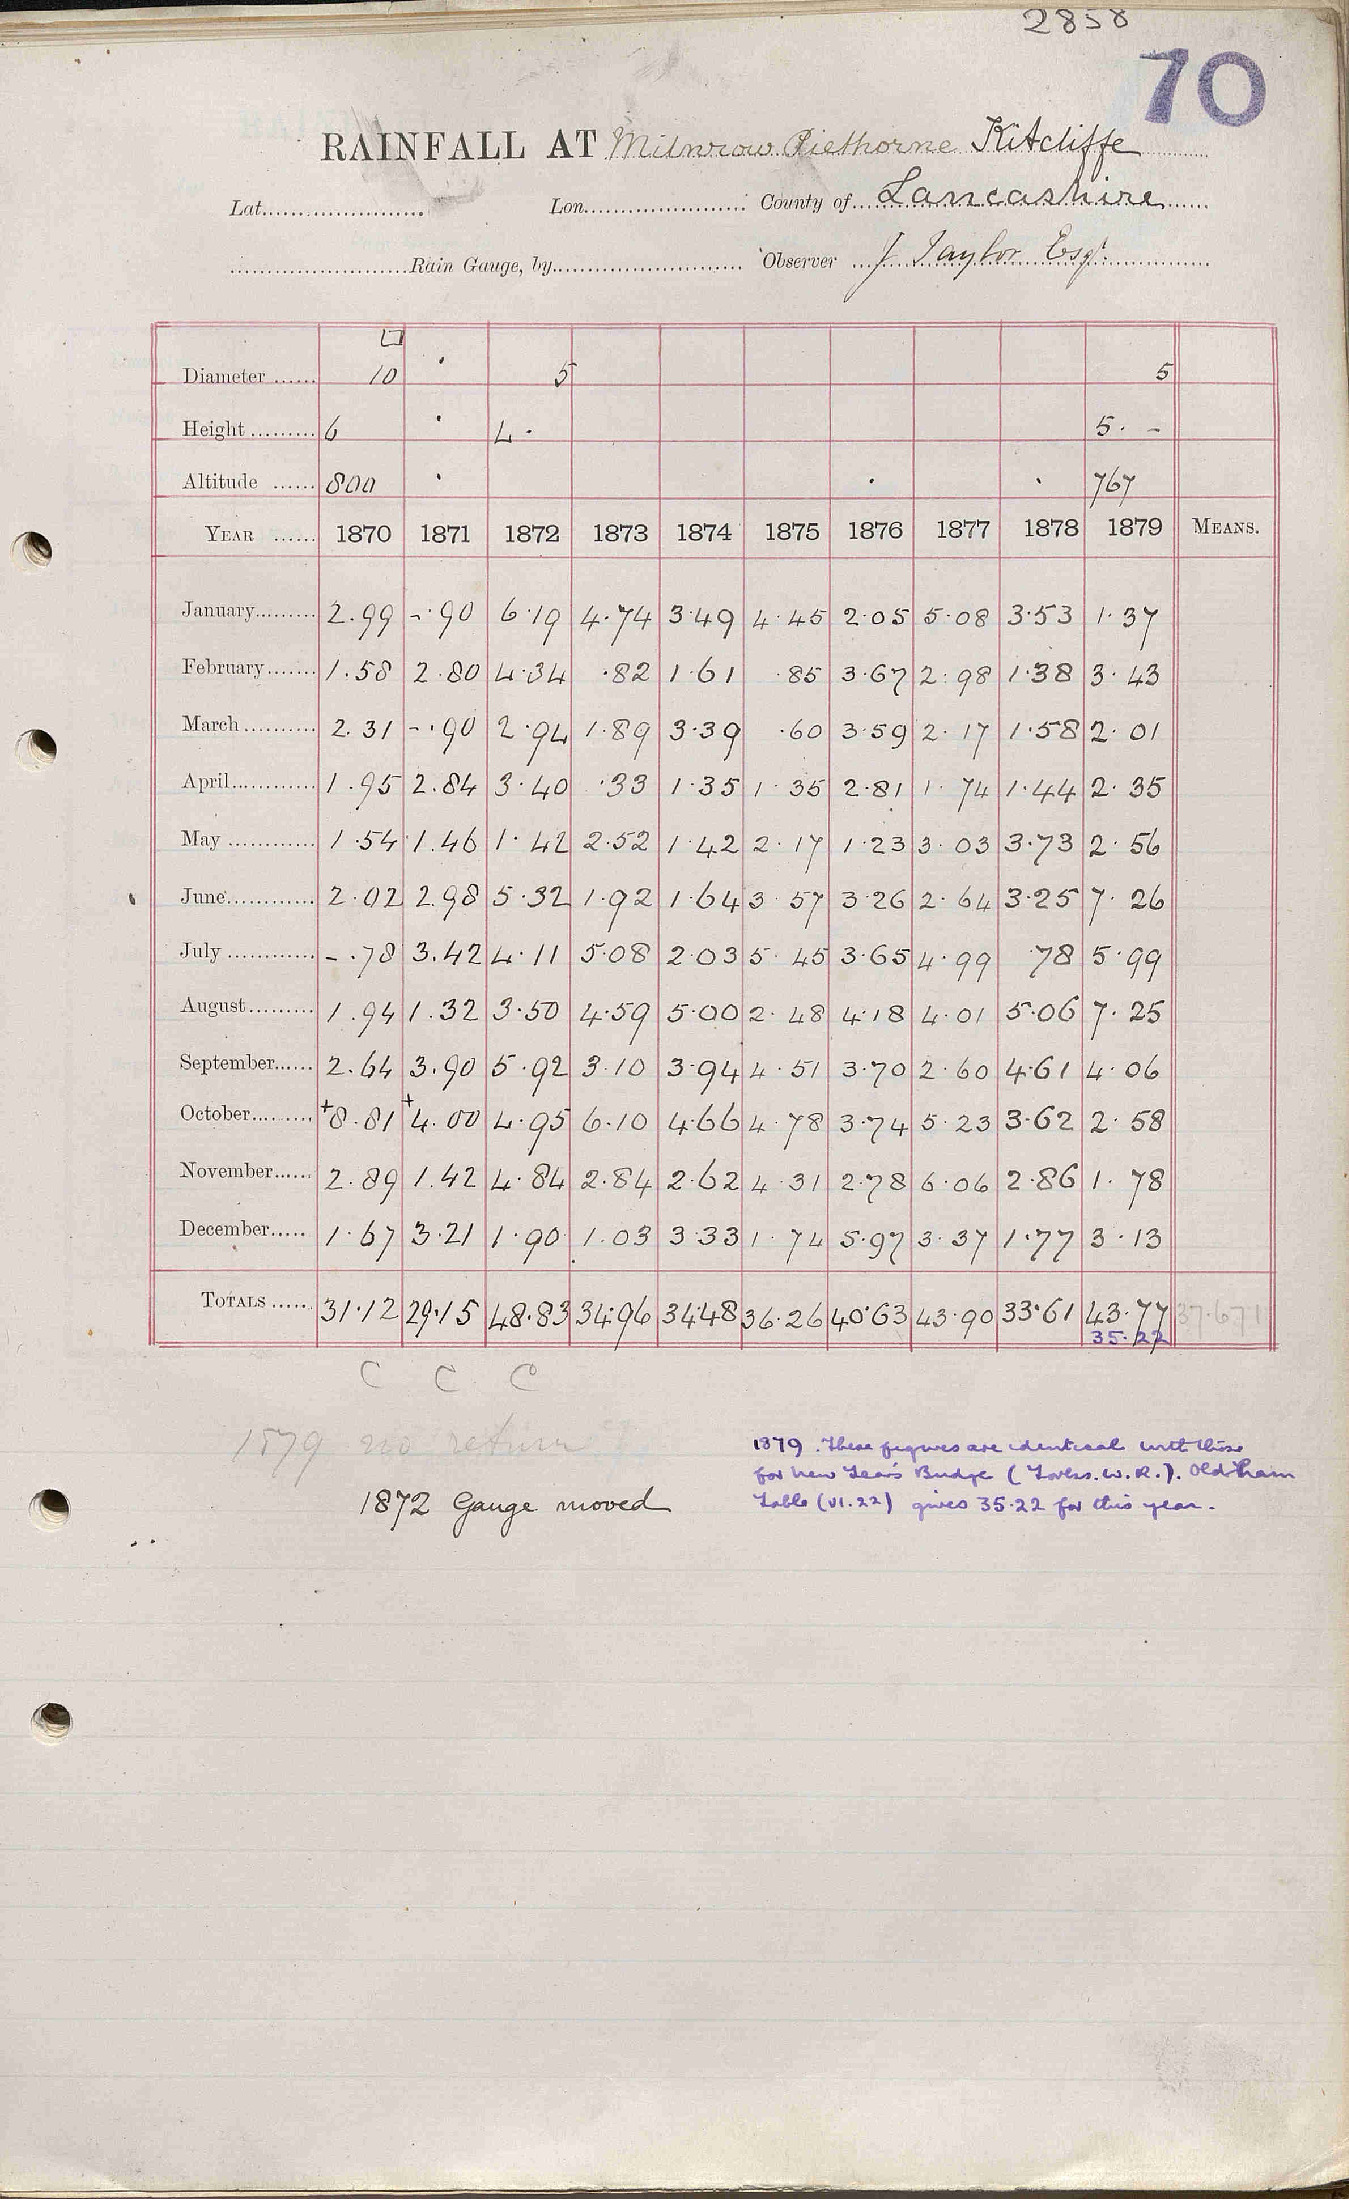 2858
70
RAINFALL AT Milnrow Piethorne Kitcliffe
Lat. Lon. County of Lancashire
Rain Gauge, by Observer J Taylor Esqr.
Diameter 10 5 5
Height 6 4. 5. -
Altitude 800 767
YEAR 1870 1871 1872 1873 1874 1875 1876 1877 1878 1879 MEANS.
January 2.99 -.90 6.19 4.74 3.49 4.45 2.05 5.08 3.53 1.37
February 1.58 2.80 4.34 .82 1.61 .85 3.67 2.98 1.38 3.43
March 2.31 -.90 2.94 1.89 3.39 .60 3.59 2.17 1.58 2.01
April 1.95 2.84 3.40 .33 1.35 1.35 2.81 1.74 1.44 2.35
May 1.54 1.46 1.42 2.52 1.42 2.17 1.23 3.03 3.73 2.56
June 2.02 2.98 5.32 1.92 1.64 3.57 3.26 2.64 3.25 7.26
July -.78 3.42 4.11 5.08 2.03 5.45 3.65 4.99 .78 5.99
August 1.94 1.32 3.50 4.59 5.00 2.48 4.18 4.01 5.06 7.25
September 2.64 3.90 5.92 3.10 3.94 4.51 3.70 2.60 4.61 4.06
October +8.81 +4.00 4.95 6.10 4.66 4.78 3.74 5.23 3.62 2.58
November 2.89 1.42 4.84 2.84 2.62 4.31 2.78 6.06 2.86 1.78
December 1.67 3.21 1.90 1.03 3.33 1.74 5.97 3.37 1.77 3.13
TOTALS 31.12 29.15 48.83 34.96 34.48 36.26 40.63 43.90 33.61 43.77 37.671
35.22
C C C
1879 no return
1872 Gauge moved
1879. These figures are identical with those
for New Years Bridge (Yorks. W.R.). Oldham
Table (VI.22) gives 35.22 for this year.